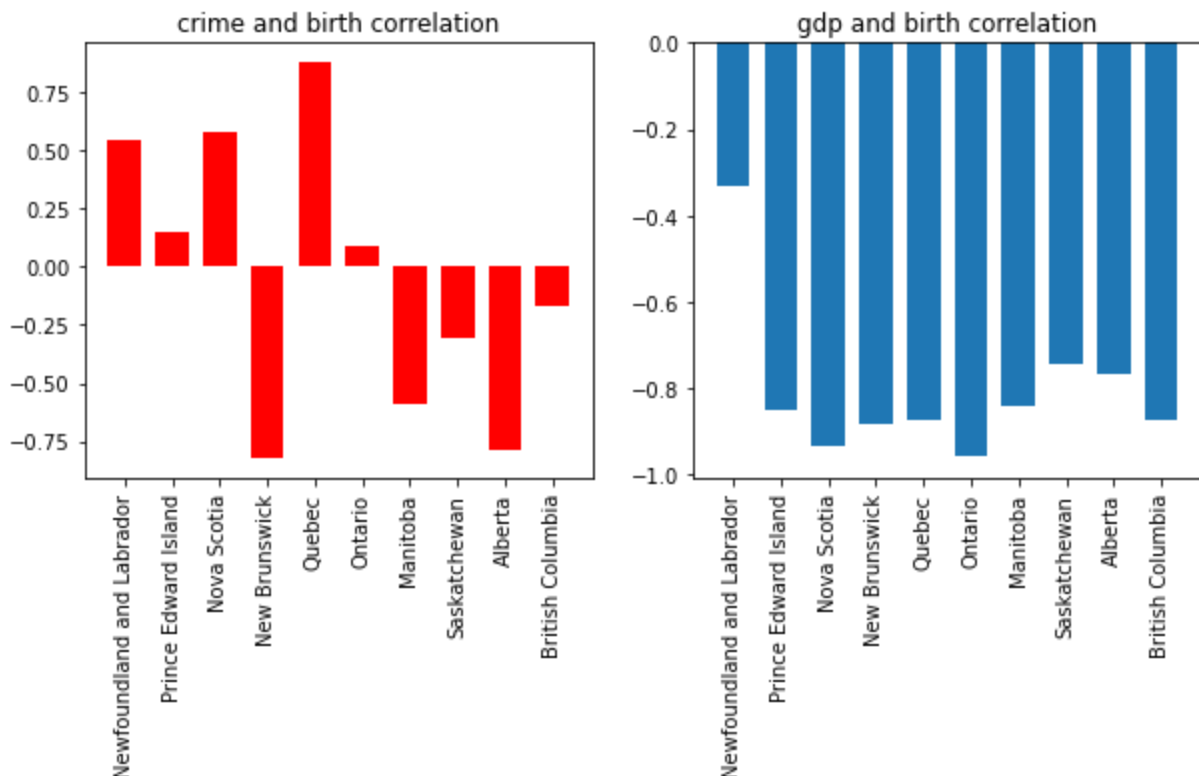 crime and birth correlation
0.75
0.50
0.25
0.00
−0.25
−0.50
−0.75
Newfoundland and Labrador
Prince Edward Island
Nova Scotia
New Brunswick
Quebec
Ontario
Manitoba
Saskatchewan
Alberta
British Columbia
gdp and birth correlation
0.0
−0.2
−0.4
−0.6
−0.8
−1.0
Newfoundland and Labrador
Prince Edward Island
Nova Scotia
New Brunswick
Quebec
Ontario
Manitoba
Saskatchewan
Alberta
British Columbia